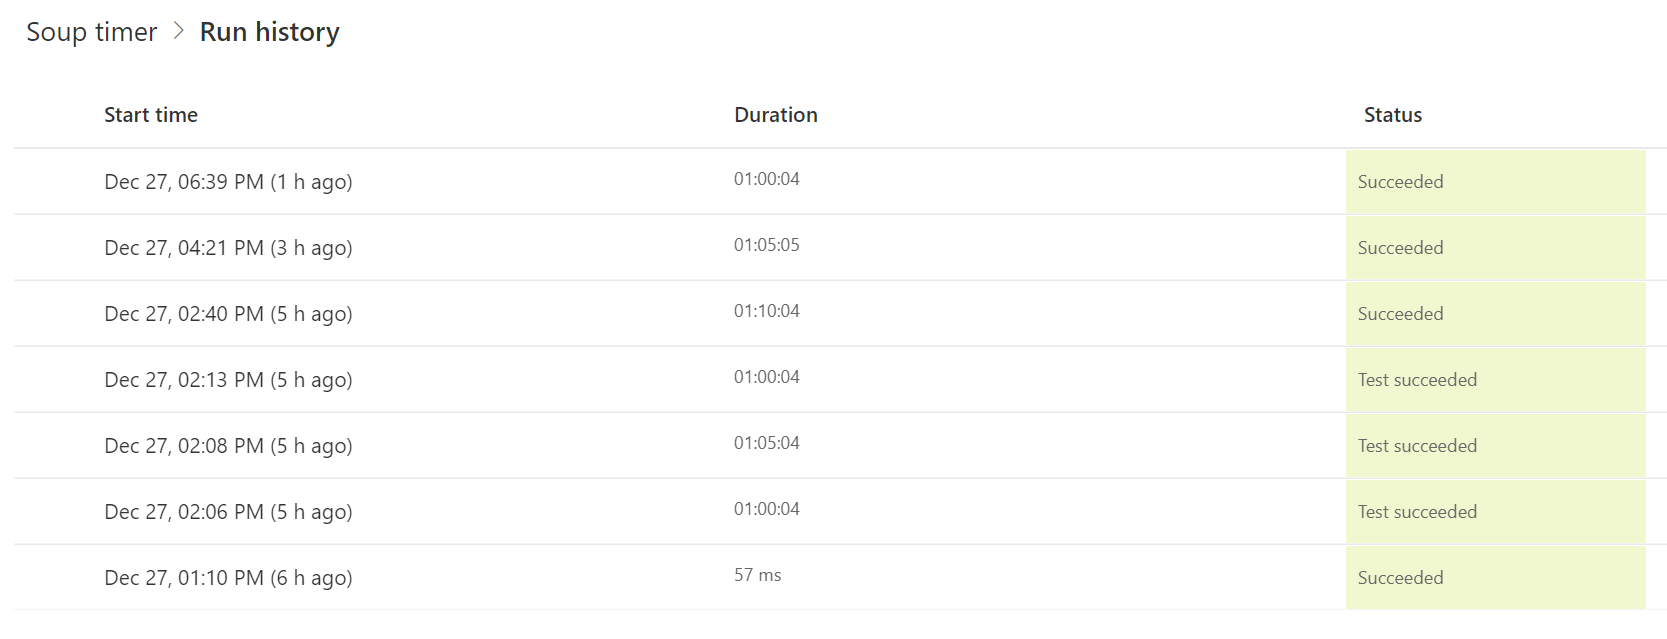 Soup timer > Run history
Start time Duration Status
Dec 27, 06:39 PM (1 h ago) 01:00:04 Succeeded
Dec 27, 04:21 PM (3 h ago) 01:05:05 Succeeded
Dec 27, 02:40 PM (5 h ago) 01:10:04 Succeeded
Dec 27, 02:13 PM (5 h ago) 01:00:04 Test succeeded
Dec 27, 02:08 PM (5 h ago) 01:05:04 Test succeeded
Dec 27, 02:06 PM (5 h ago) 01:00:04 Test succeeded
Dec 27, 01:10 PM (6 h ago) 57 ms Succeeded